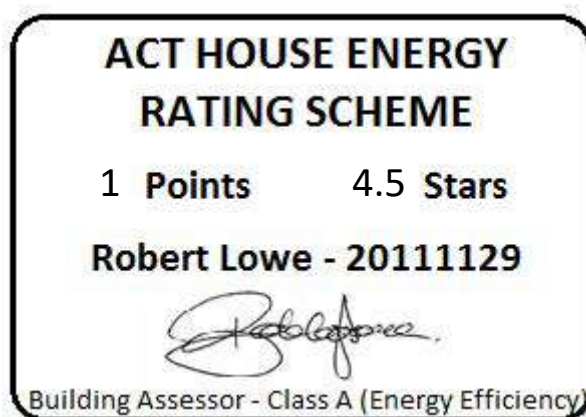 ACT HOUSE ENERGY
RATING SCHEME
1 Points 4.5 Stars
Robert Lowe - 20111129
Building Assessor - Class A (Energy Efficiency)